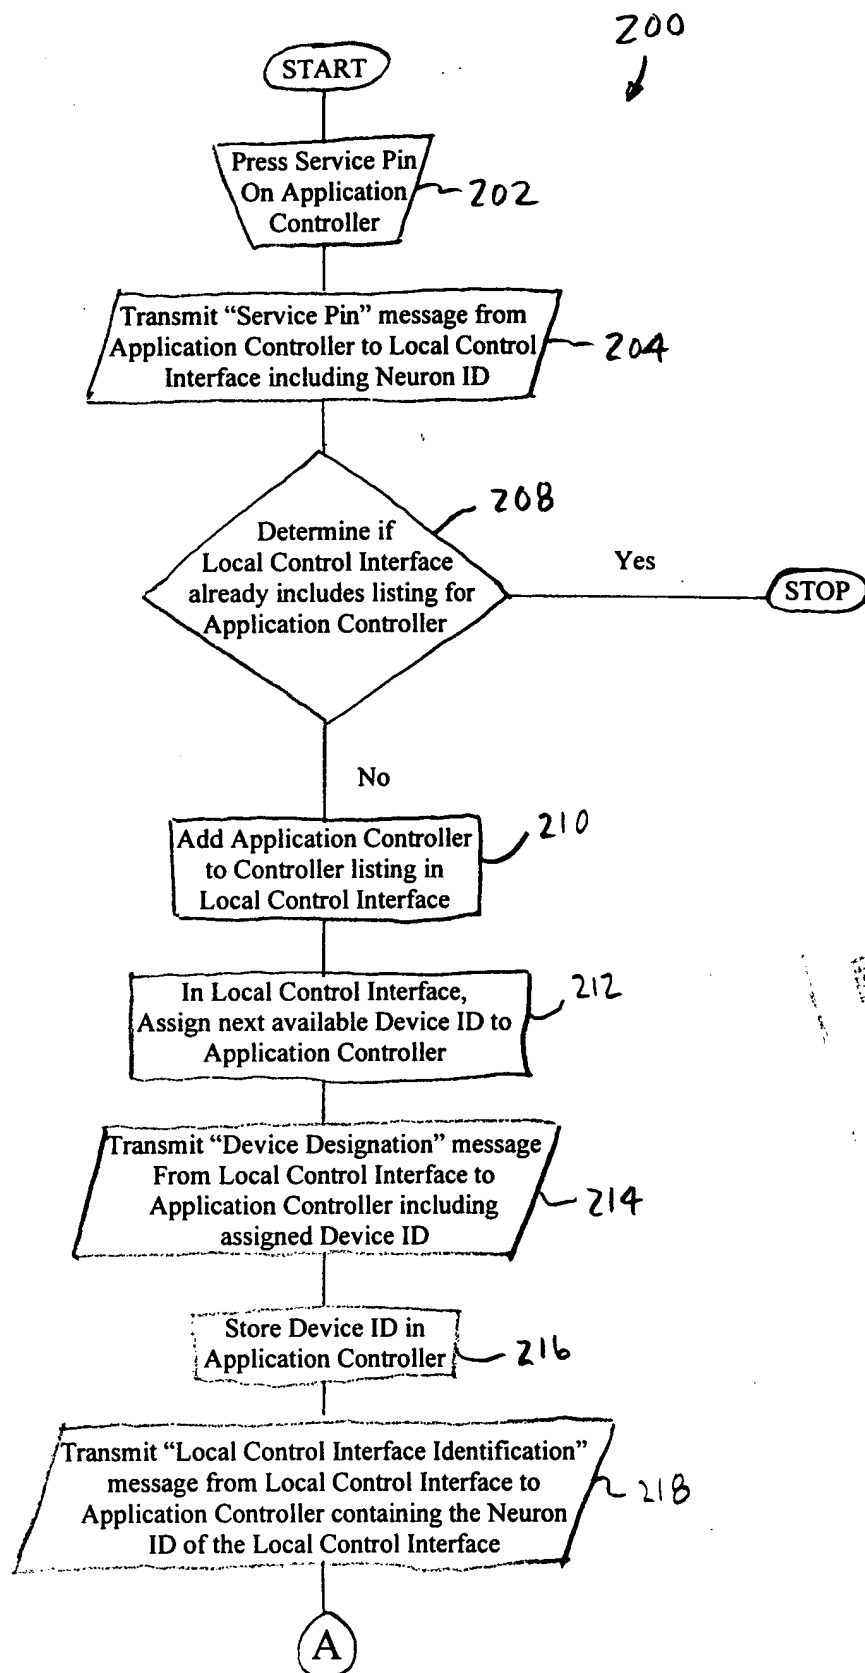 200
START
Press Service Pin
On Application
Controller
202
Transmit “Service Pin” message from
Application Controller to Local Control
Interface including Neuron ID
204
208
Determine if
Local Control Interface
already includes listing for
Application Controller
Yes
STOP
No
210
Add Application Controller
to Controller listing in
Local Control Interface
212
In Local Control Interface,
Assign next available Device ID to
Application Controller
Transmit “Device Designation” message
From Local Control Interface to
Application Controller including
assigned Device ID
214
Store Device ID in
Application Controller
216
Transmit “Local Control Interface Identification”
message from Local Control Interface to
Application Controller containing the Neuron
ID of the Local Control Interface
218
A